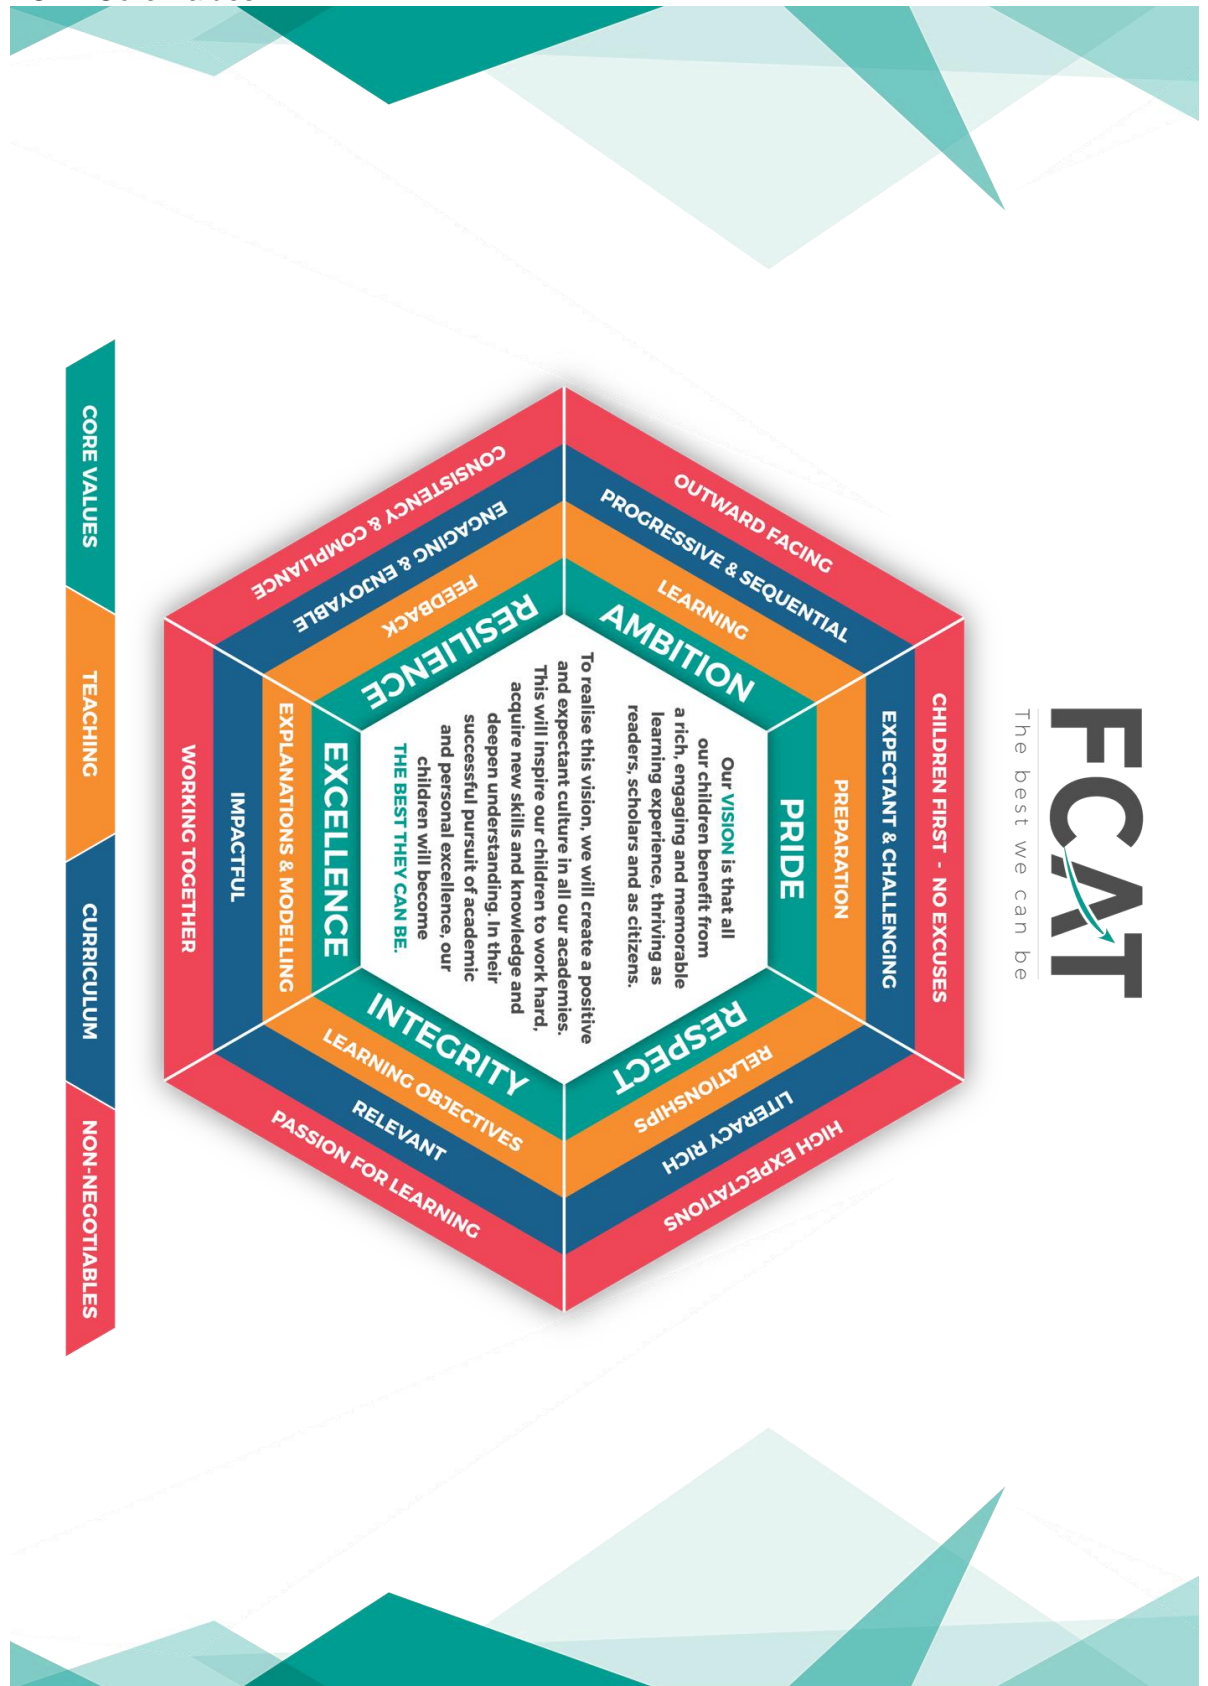 FCAT
The best we can be
CHILDREN FIRST - NO EXCUSES
EXPECTANT & CHALLENGING
PREPARATION
PRIDE
HIGH EXPECTATIONS
LITERACY RICH
RELATIONSHIPS
RESPECT
PASSION FOR LEARNING
RELEVANT
LEARNING OBJECTIVES
INTEGRITY
WORKING TOGETHER
IMPACTFUL
EXPLANATIONS & MODELLING
EXCELLENCE
CONSISTENCY & COMPLIANCE
ENGAGING & ENJOYABLE
FEEDBACK
RESILIENCE
OUTWARD FACING
PROGRESSIVE & SEQUENTIAL
LEARNING
AMBITION
Our VISION is that all
our children benefit from
a rich, engaging and memorable
learning experience, thriving as
readers, scholars and as citizens.
To realise this vision, we will create a positive
and expectant culture in all our academies.
This will inspire our children to work hard,
acquire new skills and knowledge and
deepen understanding. In their
successful pursuit of academic
and personal excellence, our
children will become
THE BEST THEY CAN BE.
CORE VALUES
TEACHING
CURRICULUM
NON-NEGOTIABLES